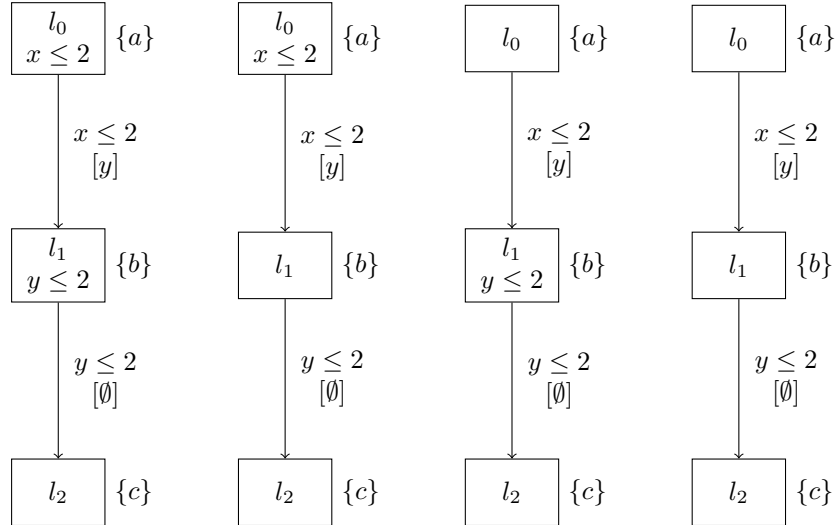 l₀
x ≤ 2
{a}
x ≤ 2
[y]
l₁
y ≤ 2
{b}
y ≤ 2
[∅]
l₂
{c}
l₀
x ≤ 2
{a}
x ≤ 2
[y]
l₁
{b}
y ≤ 2
[∅]
l₂
{c}
l₀
{a}
x ≤ 2
[y]
l₁
y ≤ 2
{b}
y ≤ 2
[∅]
l₂
{c}
l₀
{a}
x ≤ 2
[y]
l₁
{b}
y ≤ 2
[∅]
l₂
{c}